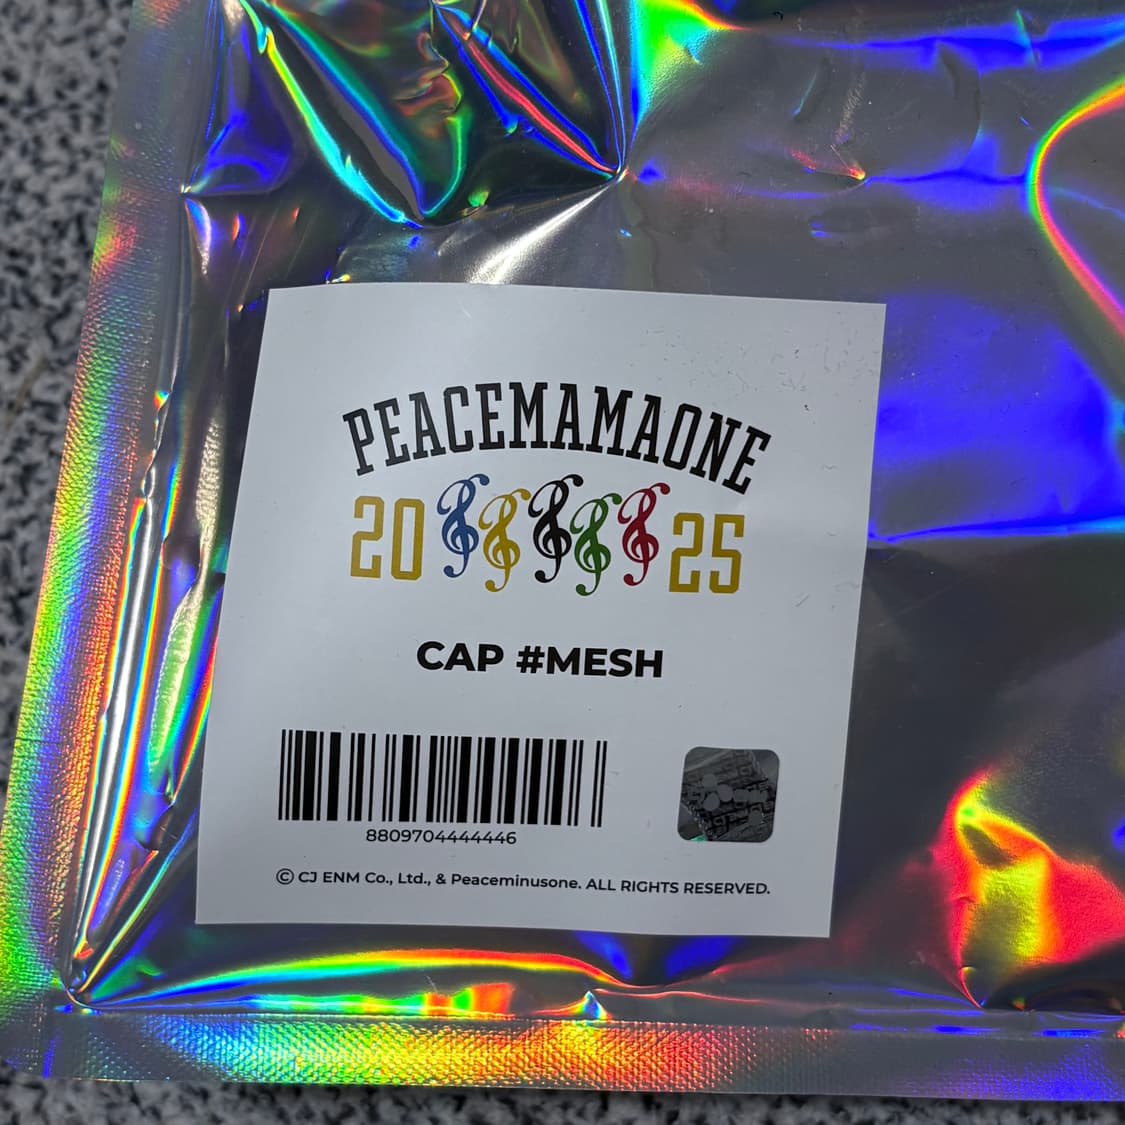 PEACEMAMAONE
20 25
CAP #MESH
8809704444446
© CJ ENM Co., Ltd., & Peaceminusone. ALL RIGHTS RESERVED.